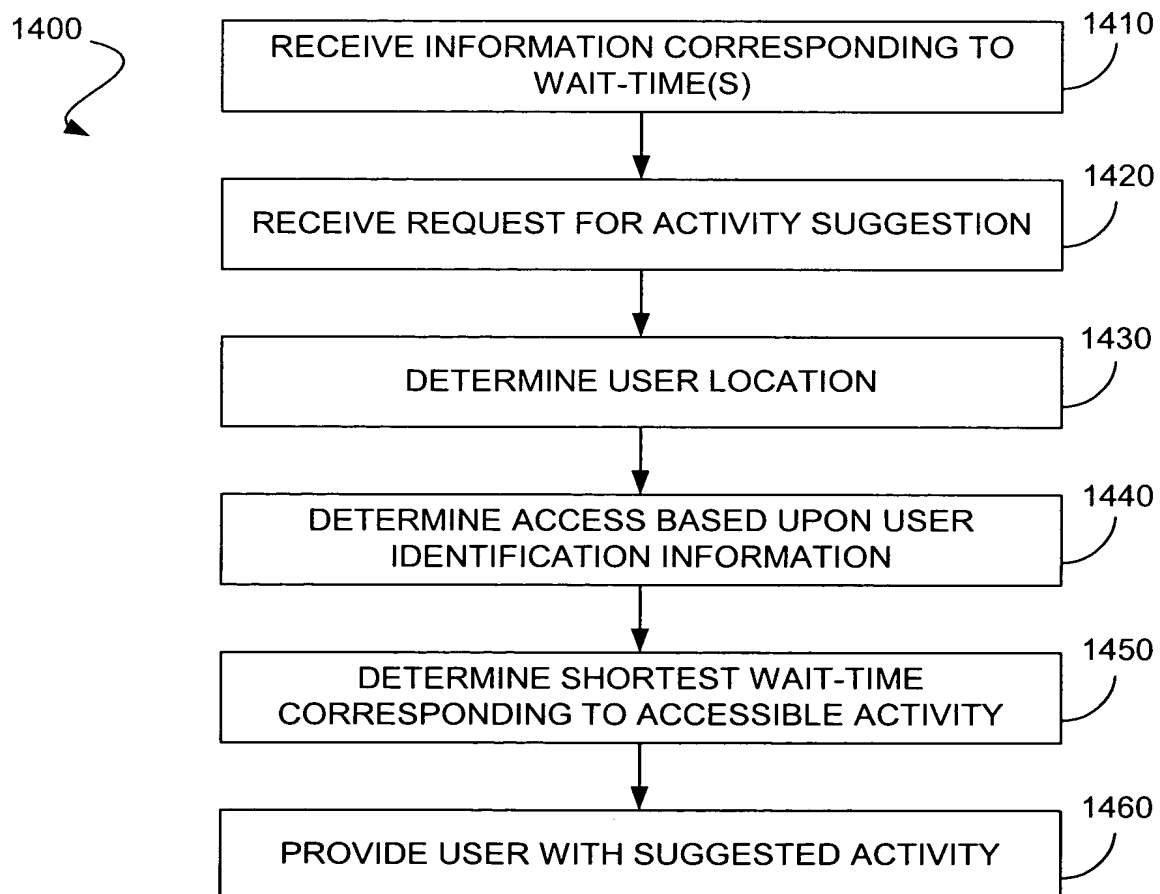 1400
1410
RECEIVE INFORMATION CORRESPONDING TO
WAIT-TIME(S)
1420
RECEIVE REQUEST FOR ACTIVITY SUGGESTION
1430
DETERMINE USER LOCATION
1440
DETERMINE ACCESS BASED UPON USER
IDENTIFICATION INFORMATION
1450
DETERMINE SHORTEST WAIT-TIME
CORRESPONDING TO ACCESSIBLE ACTIVITY
1460
PROVIDE USER WITH SUGGESTED ACTIVITY